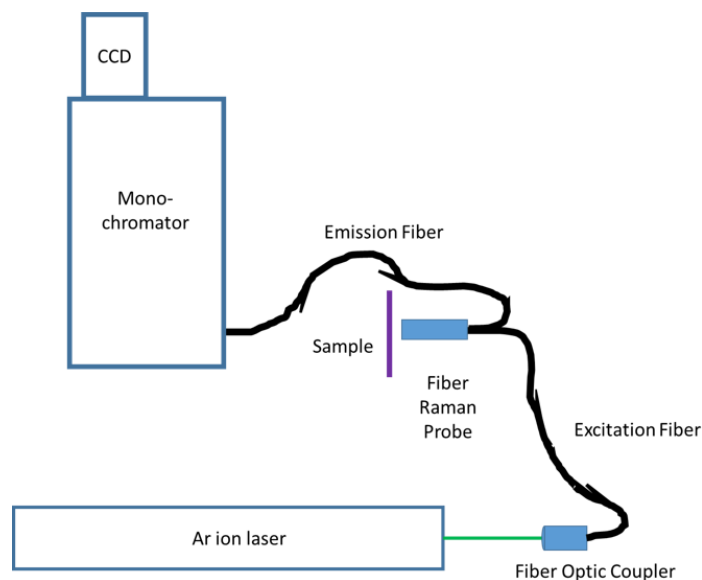 CCD
Mono-
chromator
Emission Fiber
Sample
Fiber
Raman
Probe
Excitation Fiber
Ar ion laser
Fiber Optic Coupler